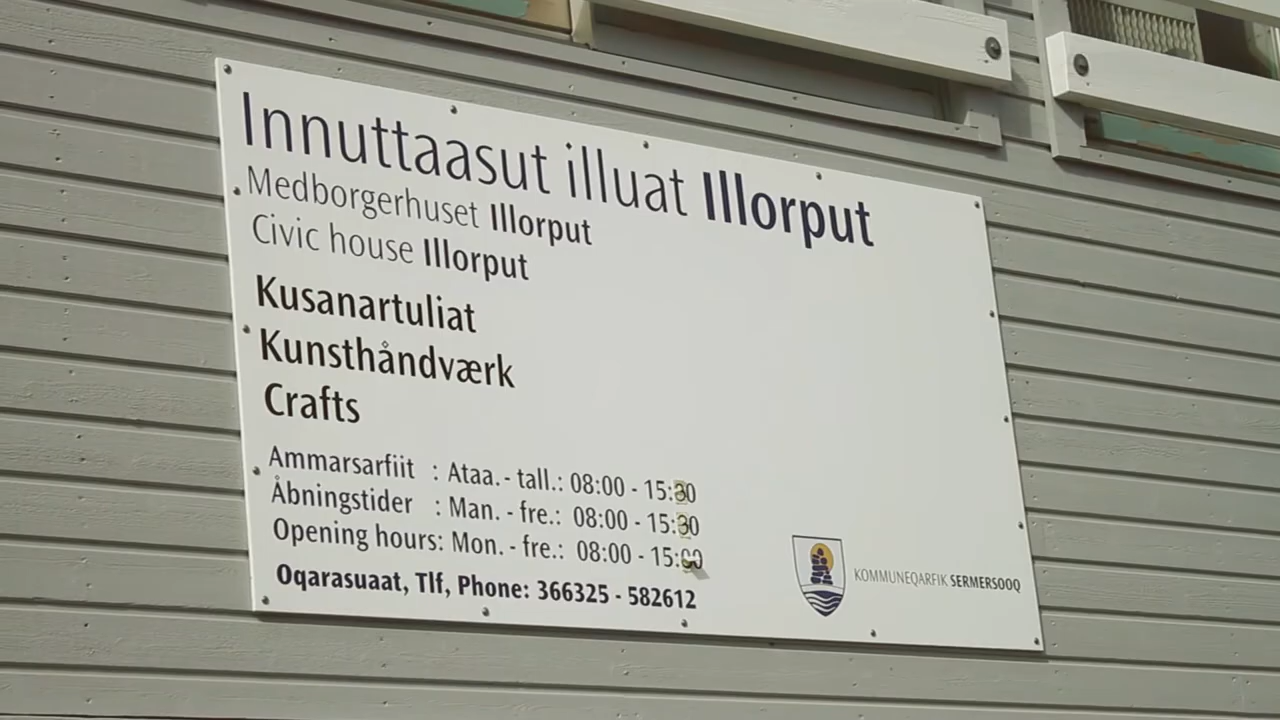 Innuttaasut illuat Illorput
Medborgerhuset Illorput
Civic house Illorput
Kusanartuliat
Kunsthåndværk
Crafts
Ammarsarfiit : Ataa.- tall.: 08:00 - 15:30
Åbningstider : Man. - fre.: 08:00 - 15:30
Opening hours: Mon. - fre.: 08:00 - 15:00
Oqarasuaat, Tlf, Phone: 366325 - 582612
KOMMUNEQARFIK SERMERSOOQ